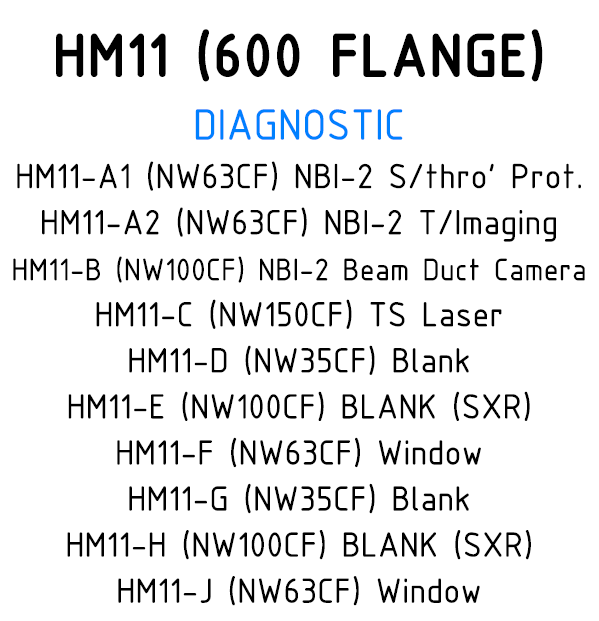 HM11 (600 FLANGE)
DIAGNOSTIC
HM11-A1 (NW63CF) NBI-2 S/thro' Prot.
HM11-A2 (NW63CF) NBI-2 T/Imaging
HM11-B (NW100CF) NBI-2 Beam Duct Camera
HM11-C (NW150CF) TS Laser
HM11-D (NW35CF) Blank
HM11-E (NW100CF) BLANK (SXR)
HM11-F (NW63CF) Window
HM11-G (NW35CF) Blank
HM11-H (NW100CF) BLANK (SXR)
HM11-J (NW63CF) Window